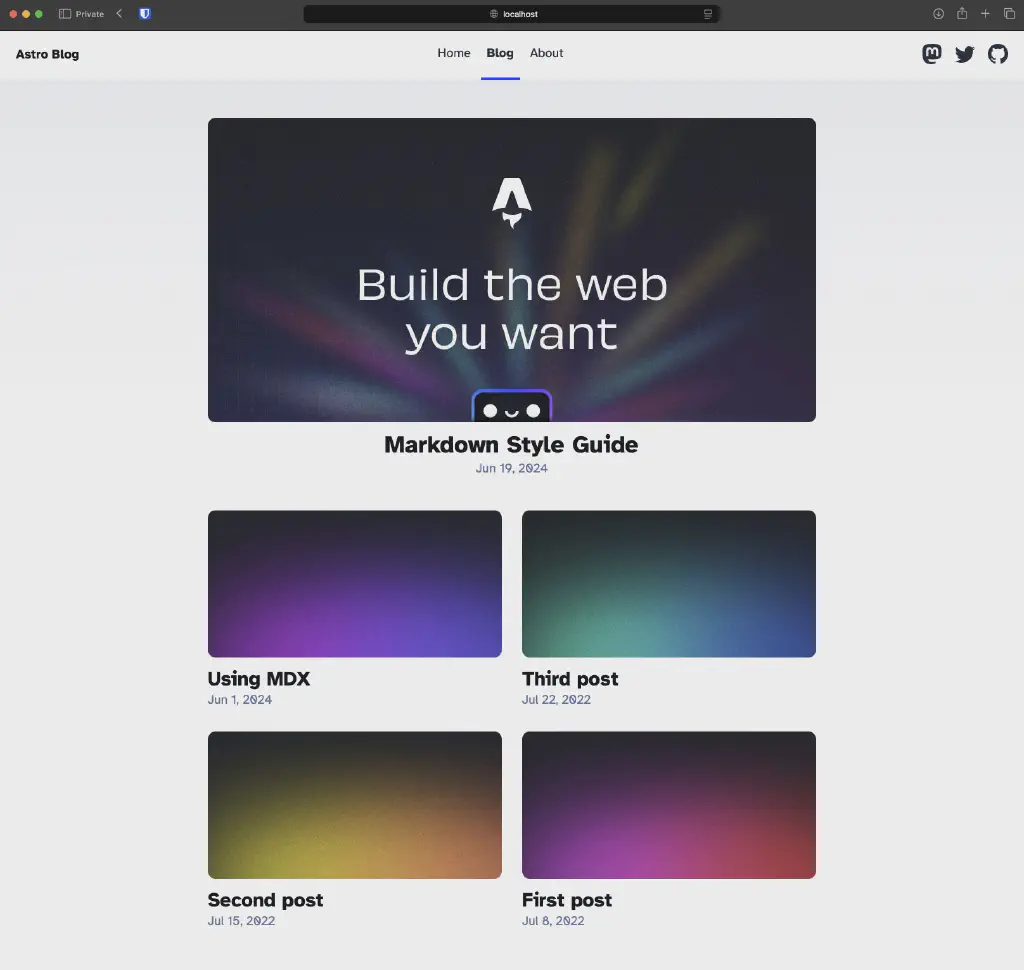 Private
localhost
Astro Blog
Home
Blog
About
Build the web
you want
Markdown Style Guide
Jun 19, 2024
Using MDX
Jun 1, 2024
Third post
Jul 22, 2022
Second post
Jul 15, 2022
First post
Jul 8, 2022